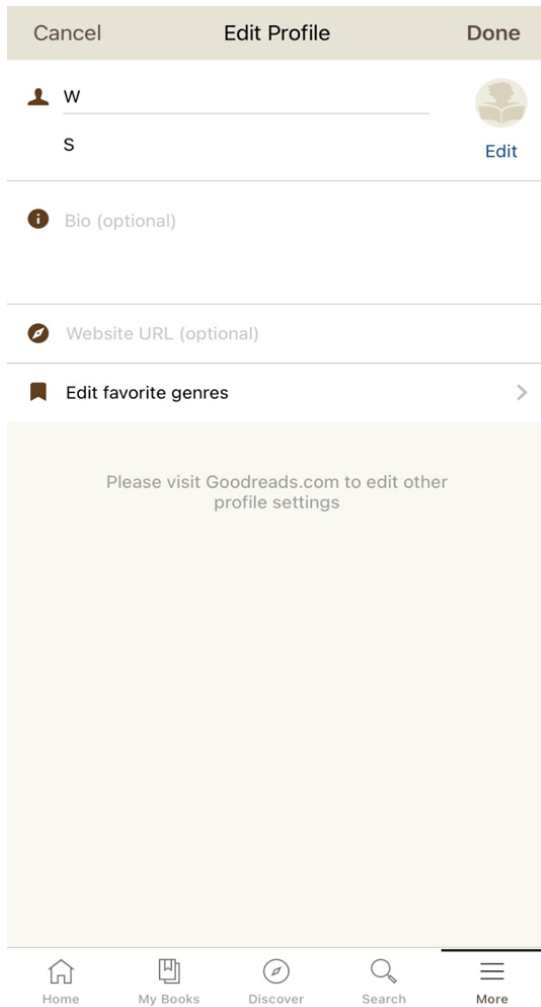 Cancel Edit Profile Done
W
S
Edit
Bio (optional)
Website URL (optional)
Edit favorite genres
Please visit Goodreads.com to edit other
profile settings
Home My Books Discover Search More